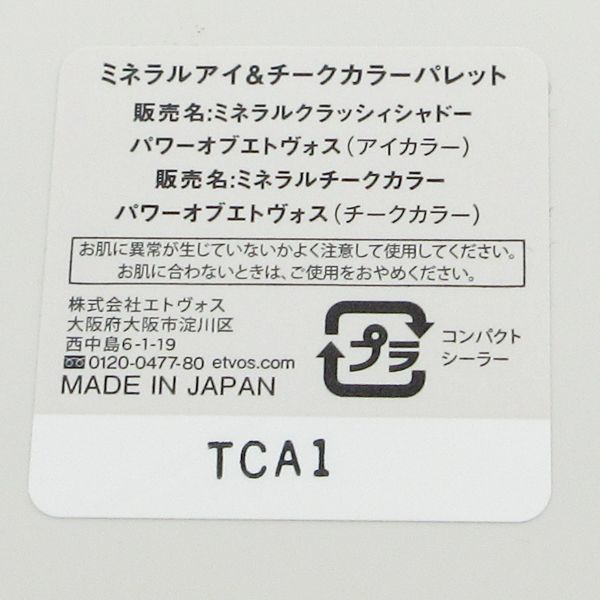 ミネラルアイ&チークカラーパレット
販売名:ミネラルクラッシィシャドー
パワーオブエトヴォス(アイカラー)
販売名:ミネラルチークカラー
パワーオブエトヴォス(チークカラー)
お肌に異常が生じていないかよく注意して使用してください。
お肌に合わないときは、ご使用をおやめください。
株式会社エトヴォス
大阪府大阪市淀川区
西中島6-1-19
0120-0477-80 etvos.com
MADE IN JAPAN
プラ
コンパクト
シーラー
TCA1